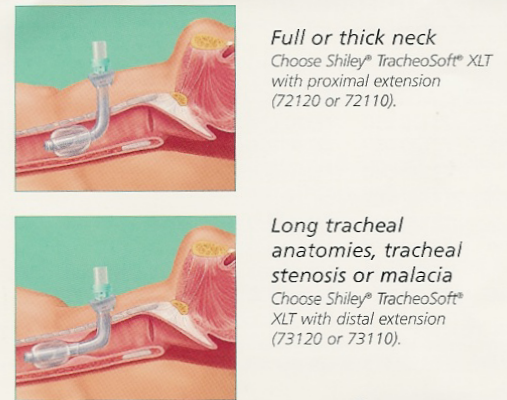 Full or thick neck
Choose Shiley® TracheoSoft® XLT
with proximal extension
(72120 or 72110).
Long tracheal
anatomies, tracheal
stenosis or malacia
Choose Shiley® TracheoSoft®
XLT with distal extension
(73120 or 73110).